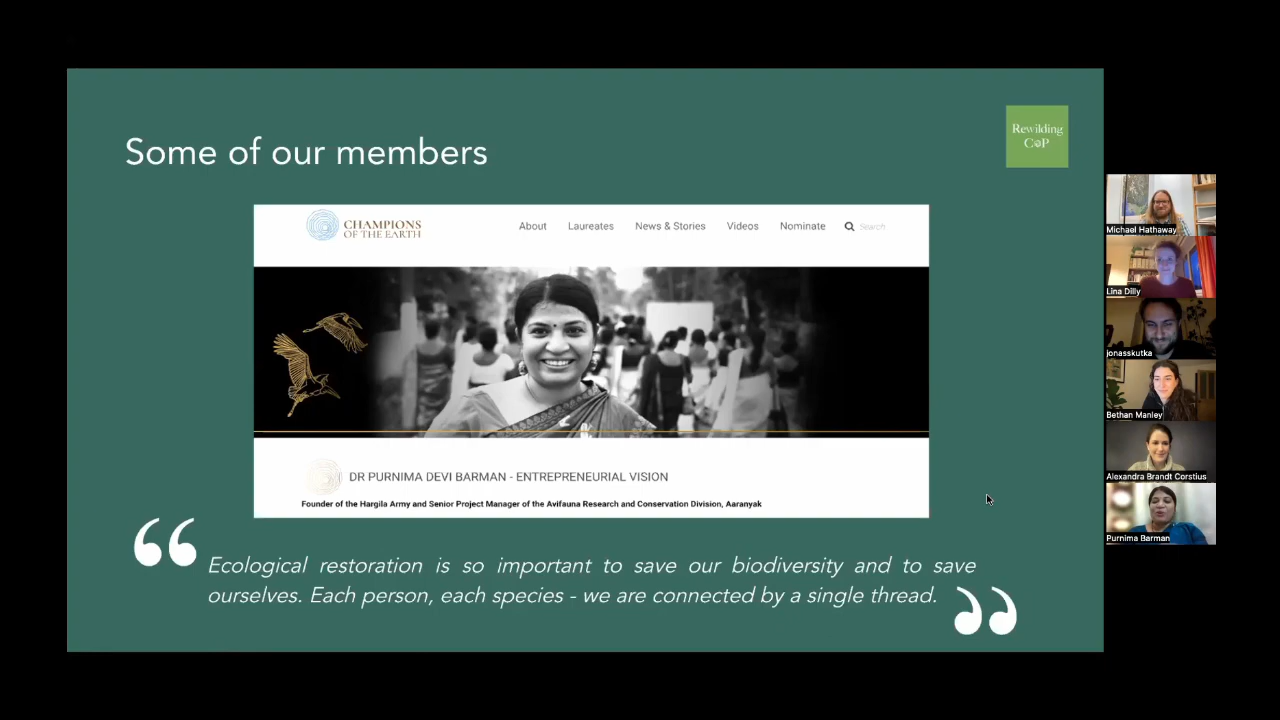 Some of our members
Rewilding
CoP
CHAMPIONS
OF THE EARTH
About Laureates News & Stories Videos Nominate Search
DR PURNIMA DEVI BARMAN - ENTREPRENEURIAL VISION
Founder of the Hargila Army and Senior Project Manager of the Avifauna Research and Conservation Division, Aaranyak
“Ecological restoration is so important to save our biodiversity and to save
ourselves. Each person, each species - we are connected by a single thread.”
Michael Hathaway
Lina Dilly
jonasskutka
Bethan Manley
Alexandra Brandt Corstius
Purnima Barman